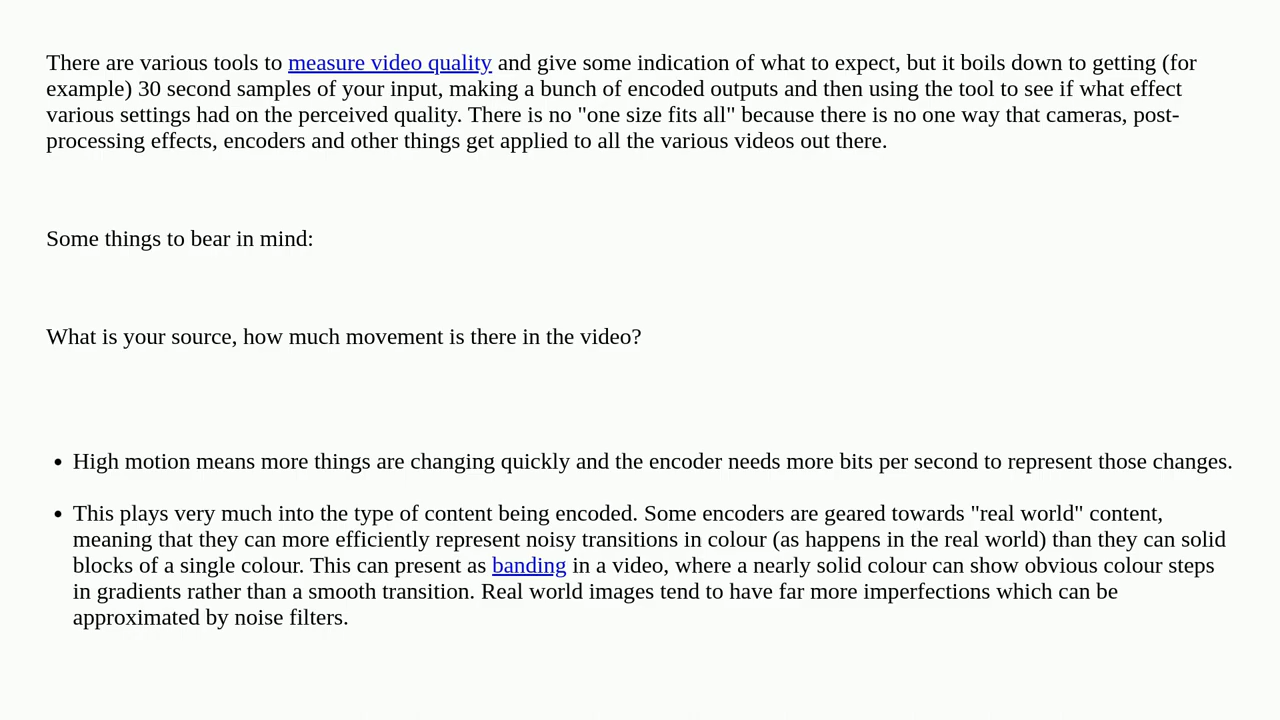 There are various tools to measure video quality and give some indication of what to expect, but it boils down to getting (for
example) 30 second samples of your input, making a bunch of encoded outputs and then using the tool to see if what effect
various settings had on the perceived quality. There is no "one size fits all" because there is no one way that cameras, post-
processing effects, encoders and other things get applied to all the various videos out there.
Some things to bear in mind:
What is your source, how much movement is there in the video?
• High motion means more things are changing quickly and the encoder needs more bits per second to represent those changes.
• This plays very much into the type of content being encoded. Some encoders are geared towards "real world" content,
meaning that they can more efficiently represent noisy transitions in colour (as happens in the real world) than they can solid
blocks of a single colour. This can present as banding in a video, where a nearly solid colour can show obvious colour steps
in gradients rather than a smooth transition. Real world images tend to have far more imperfections which can be
approximated by noise filters.